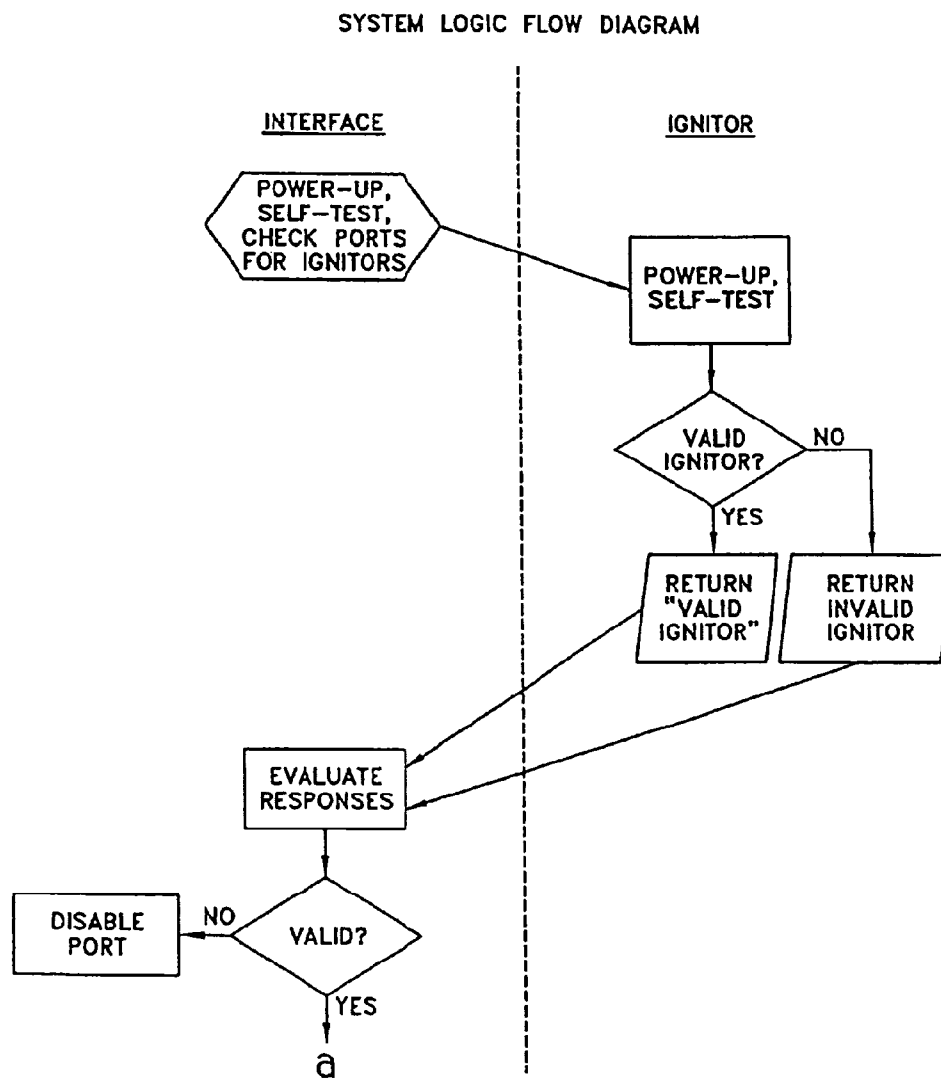 SYSTEM LOGIC FLOW DIAGRAM
INTERFACE
IGNITOR
POWER-UP,
SELF-TEST,
CHECK PORTS
FOR IGNITORS
POWER-UP,
SELF-TEST
VALID
IGNITOR?
NO
YES
RETURN
"VALID
IGNITOR"
RETURN
INVALID
IGNITOR
EVALUATE
RESPONSES
VALID?
NO
DISABLE
PORT
YES
a